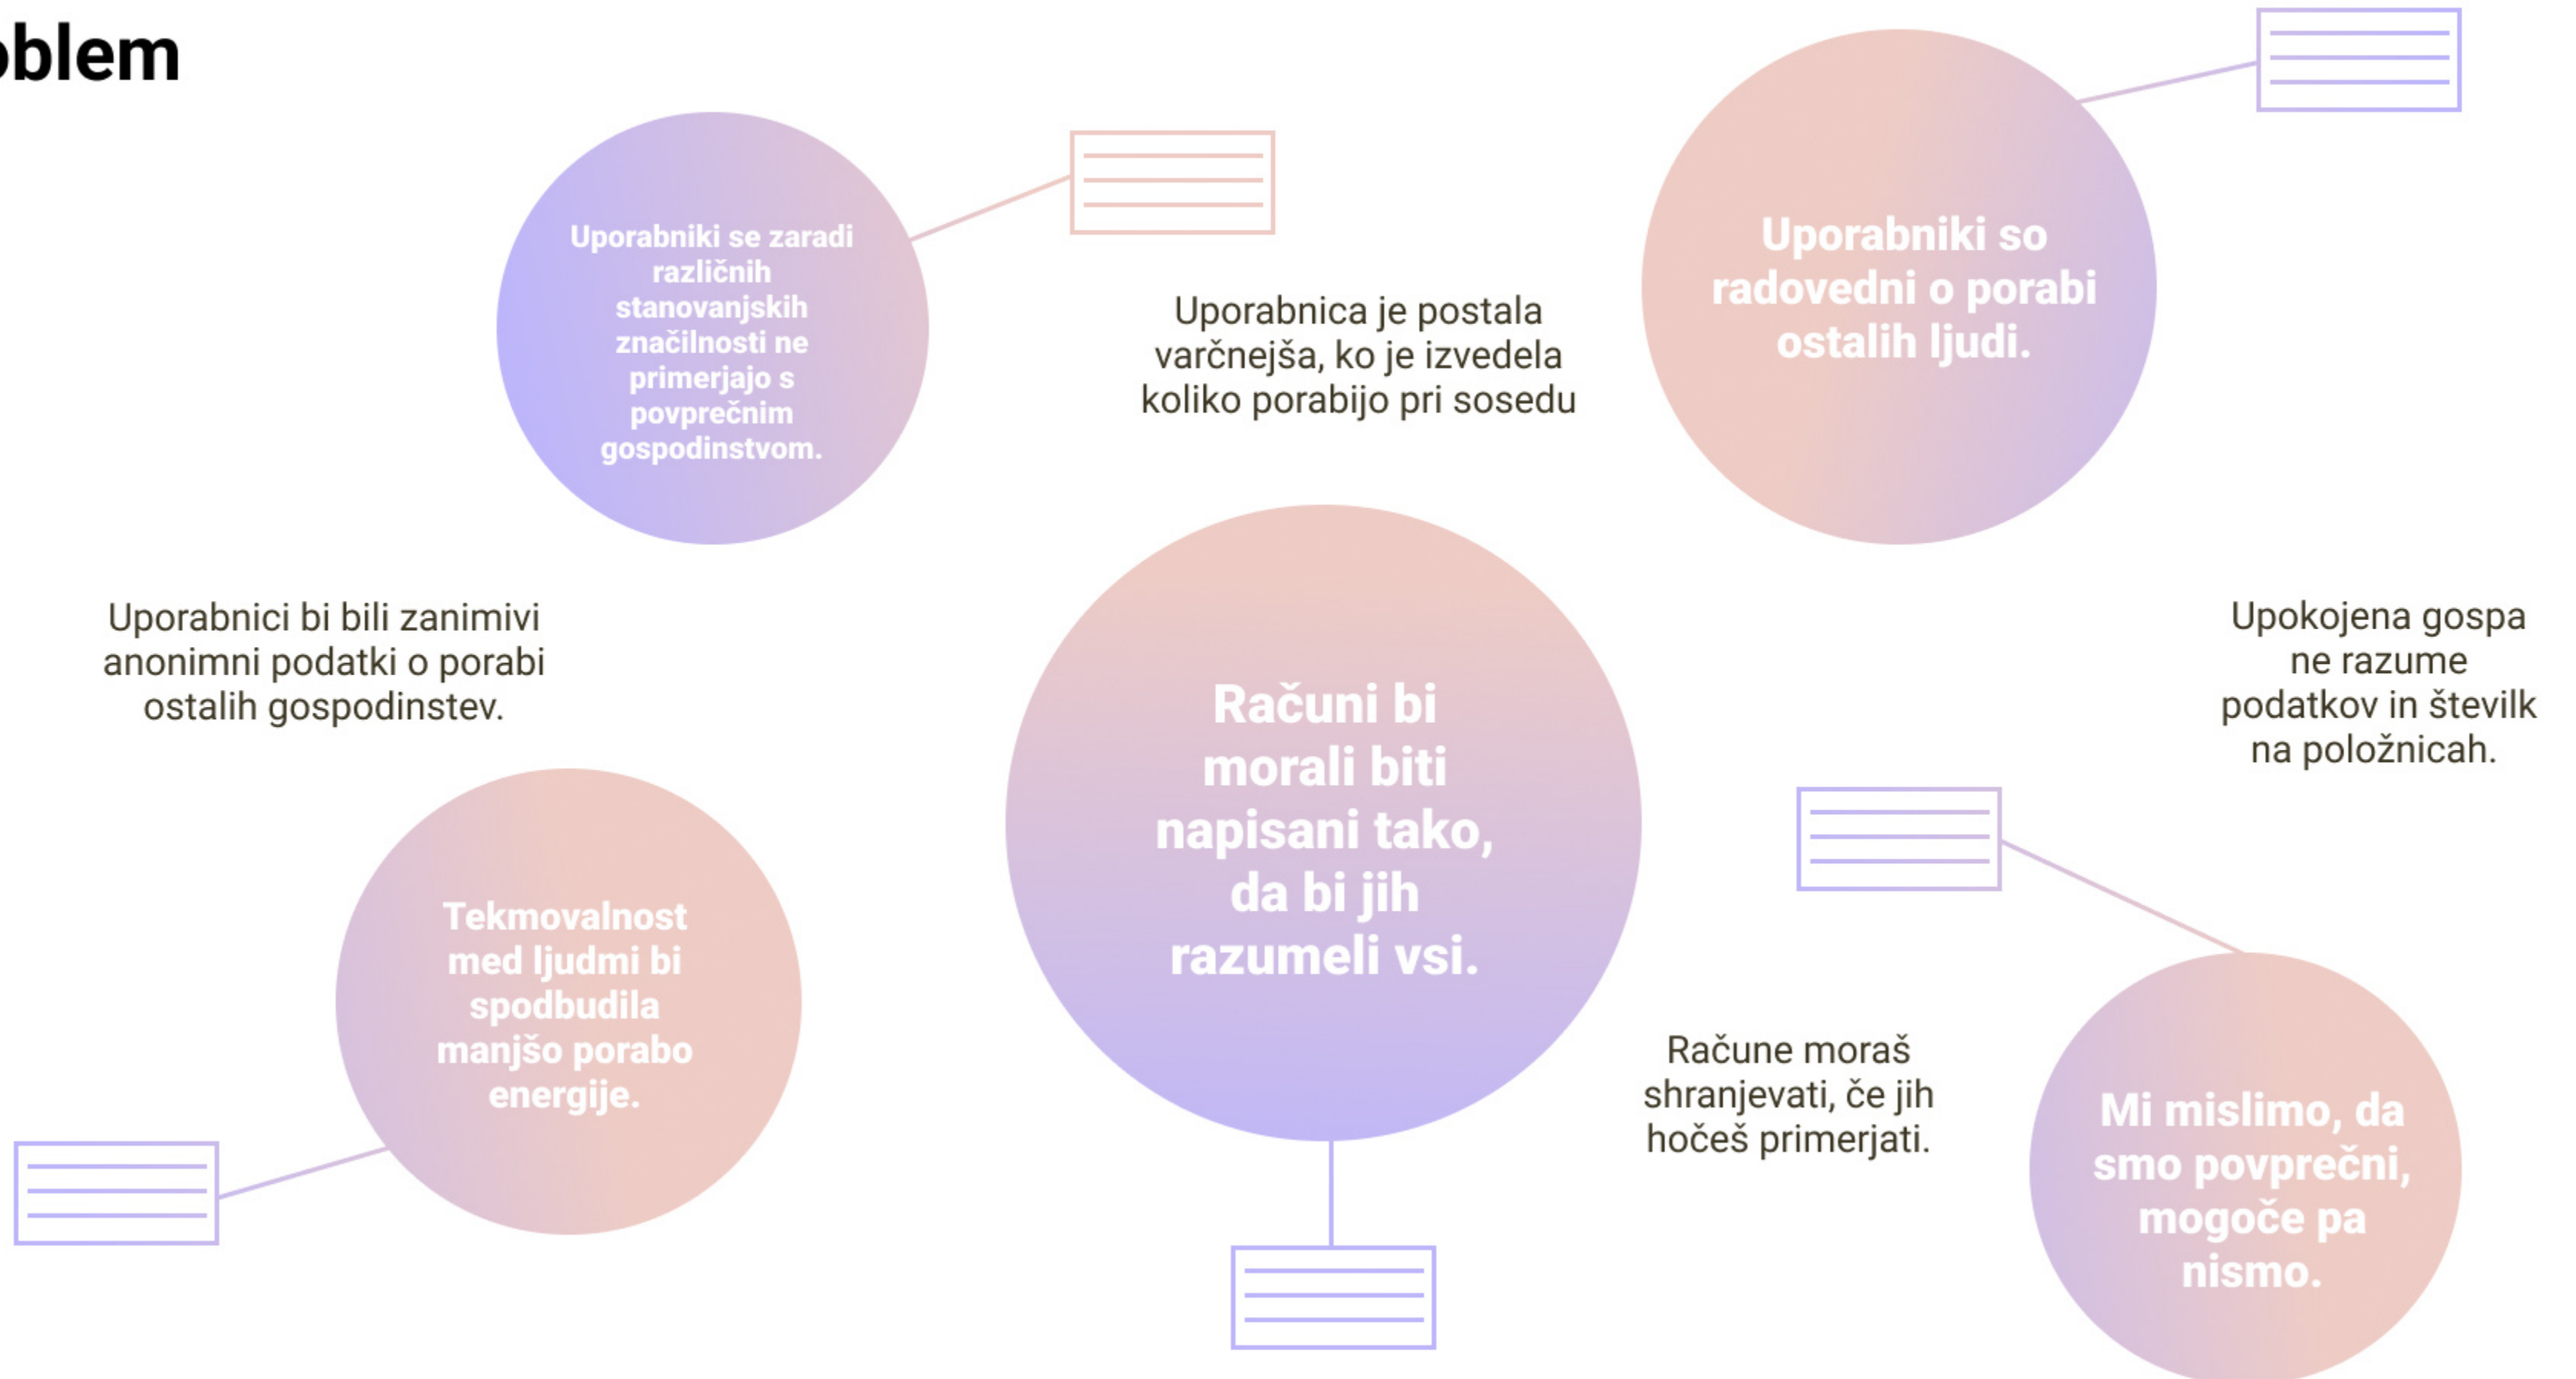 oblem
Uporabniki se zaradi
različnih
stanovanjskih
značilnosti ne
primerjajo s
povprečnim
gospodinstvom.
Uporabnica je postala
varčnejša, ko je izvedela
koliko porabijo pri sosedu
Uporabniki so
radovedni o porabi
ostalih ljudi.
Uporabnici bi bili zanimivi
anonimni podatki o porabi
ostalih gospodinstev.
Računi bi
morali biti
napisani tako,
da bi jih
razumeli vsi.
Upokojena gospa
ne razume
podatkov in številk
na položnicah.
Tekmovalnost
med ljudmi bi
spodbudila
manjšo porabo
energije.
Račune moraš
shranjevati, če jih
hočeš primerjati.
Mi mislimo, da
smo povprečni,
mogoče pa
nismo.